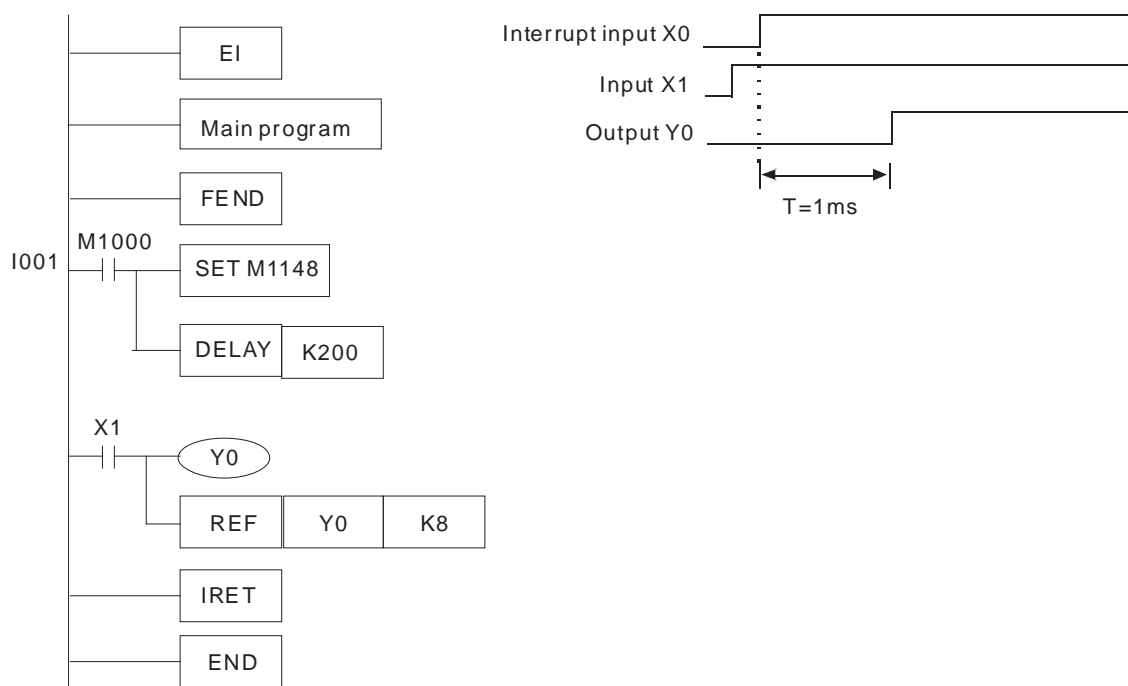 EI
Main program
FEND
I001
M1000
SET M1148
DELAY K200
X1
Y0
REF Y0 K8
IRET
END
Interrupt input X0
Input X1
Output Y0
T=1ms